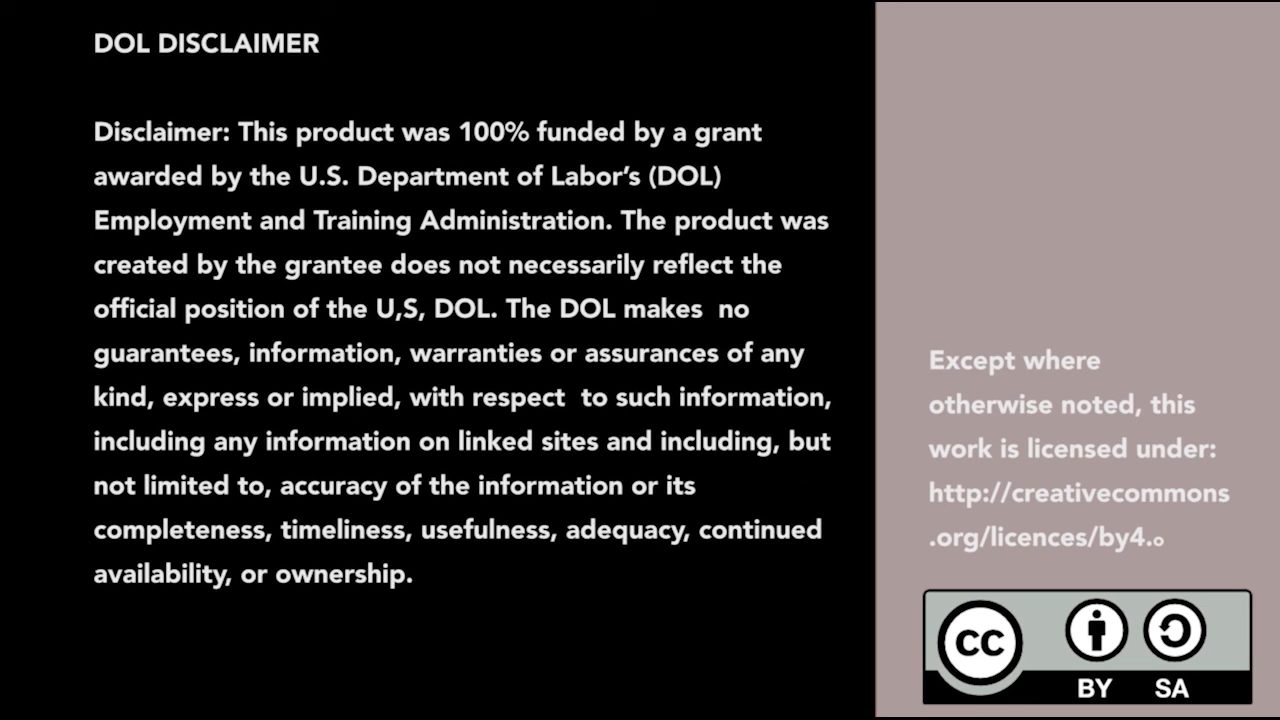 DOL DISCLAIMER
Disclaimer: This product was 100% funded by a grant
awarded by the U.S. Department of Labor’s (DOL)
Employment and Training Administration. The product was
created by the grantee does not necessarily reflect the
official position of the U,S, DOL. The DOL makes  no
guarantees, information, warranties or assurances of any
kind, express or implied, with respect  to such information,
including any information on linked sites and including, but
not limited to, accuracy of the information or its
completeness, timeliness, usefulness, adequacy, continued
availability, or ownership.
Except where
otherwise noted, this
work is licensed under:
http://creativecommons
.org/licences/by4.o
CC
BY SA